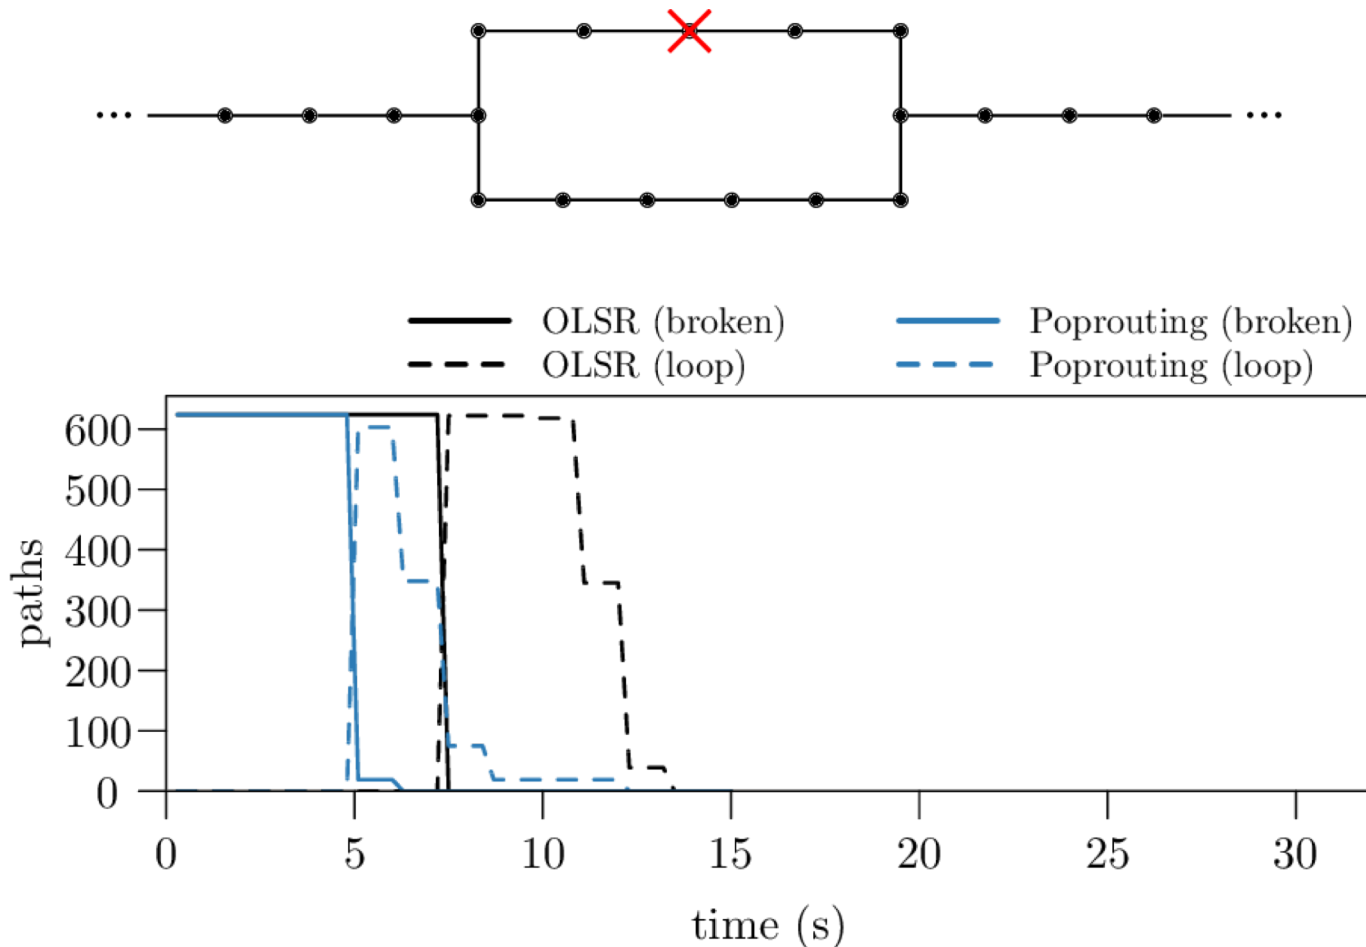 ... ...
OLSR (broken) Poprouting (broken)
OLSR (loop) Poprouting (loop)
600
500
400
300
200
100
0
paths
0 5 10 15 20 25 30
time (s)